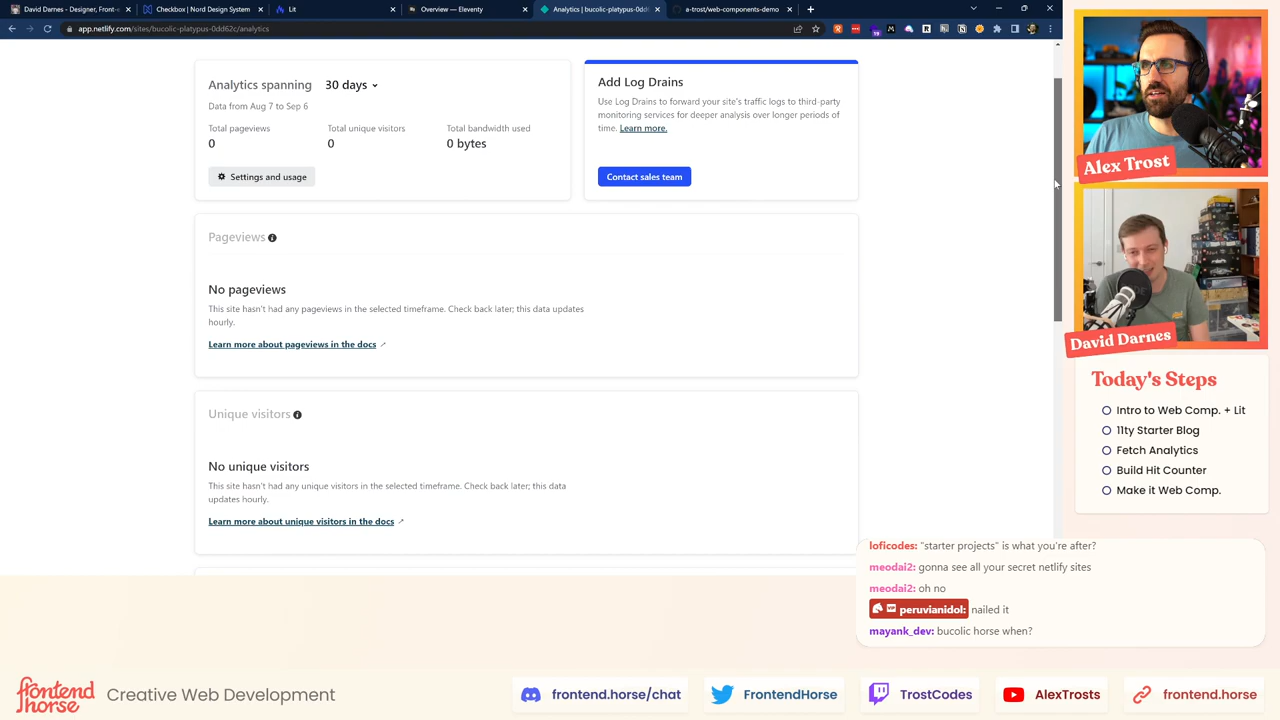 David Darnes - Designer, Front-e
Checkbox | Nord Design System
Lit
Overview — Eleventy
Analytics | bucolic-platypus-0dd6
a-trost/web-components-demo
app.netlify.com/sites/bucolic-platypus-0dd62c/analytics
Analytics spanning 30 days
Data from Aug 7 to Sep 6
Total pageviews
Total unique visitors
Total bandwidth used
0
0
0 bytes
Settings and usage
Add Log Drains
Use Log Drains to forward your site's traffic logs to third-party
monitoring services for deeper analysis over longer periods of
time. Learn more.
Contact sales team
Pageviews
No pageviews
This site hasn't had any pageviews in the selected timeframe. Check back later; this data updates
hourly.
Learn more about pageviews in the docs
Unique visitors
No unique visitors
This site hasn't had any unique visitors in the selected timeframe. Check back later; this data
updates hourly.
Learn more about unique visitors in the docs
Alex Trost
David Darnes
Today's Steps
Intro to Web Comp. + Lit
11ty Starter Blog
Fetch Analytics
Build Hit Counter
Make it Web Comp.
loficodes: "starter projects" is what you're after?
meodai2: gonna see all your secret netlify sites
meodai2: oh no
peruvianidol: nailed it
mayank_dev: bucolic horse when?
frontend
horse
Creative Web Development
frontend.horse/chat
FrontendHorse
TrostCodes
AlexTrosts
frontend.horse